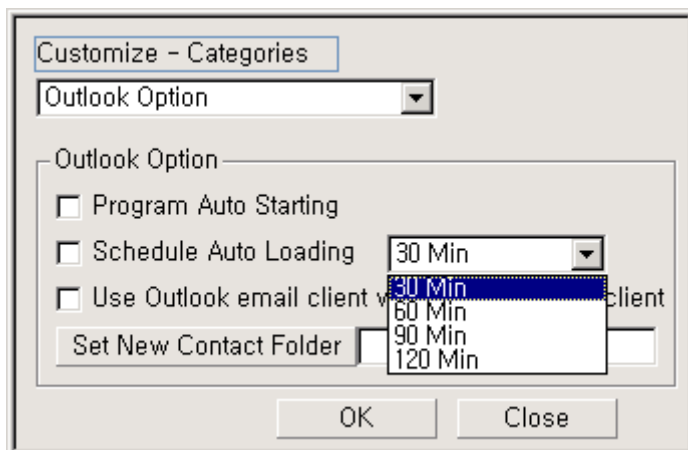 Customize - Categories
Outlook Option
Outlook Option
Program Auto Starting
Schedule Auto Loading 30 Min
30 Min
60 Min
90 Min
120 Min
Use Outlook email client client
Set New Contact Folder
OK Close